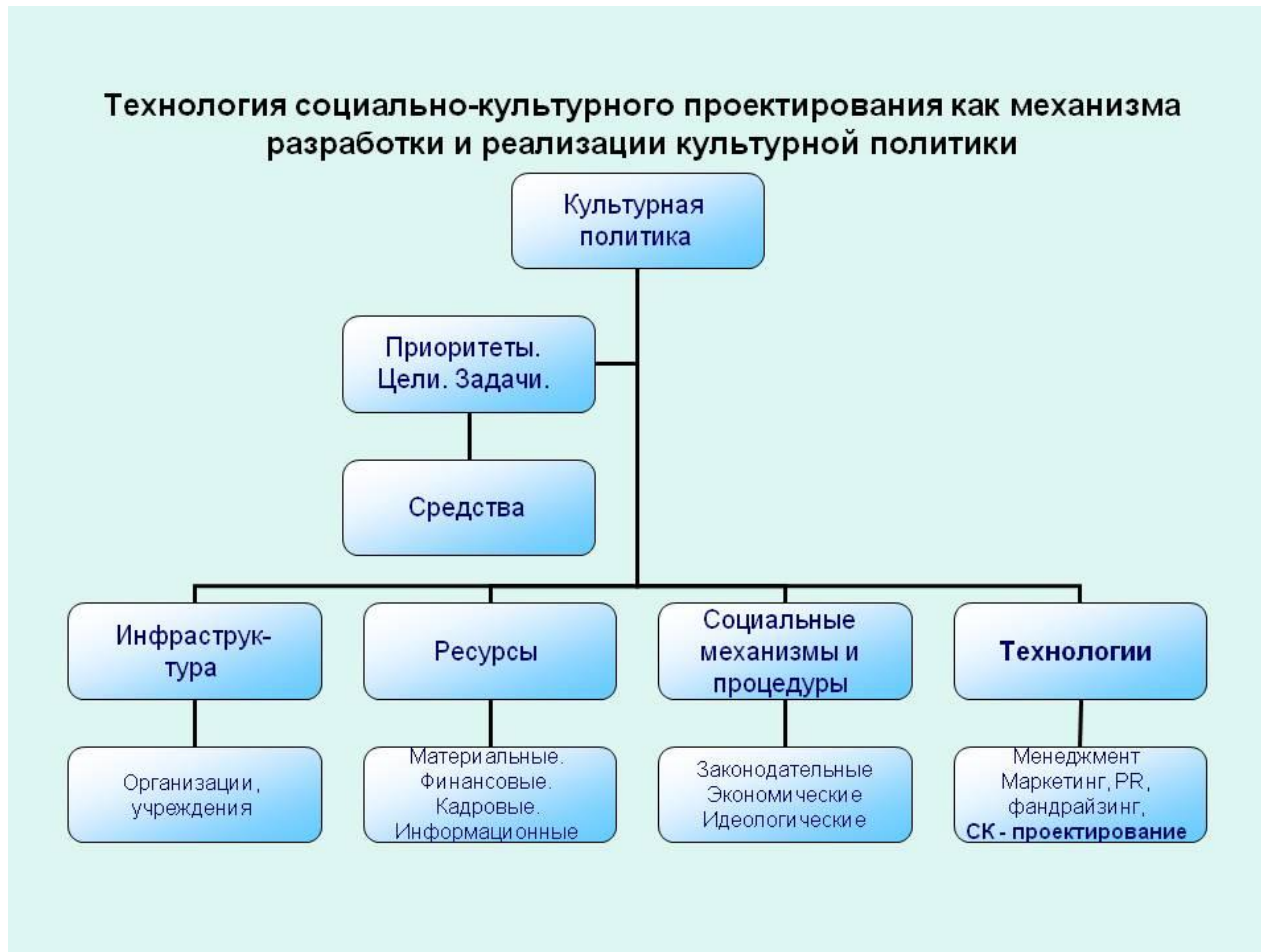 Технология социально-культурного проектирования как механизма
разработки и реализации культурной политики
Культурная
политика
Приоритеты.
Цели. Задачи.
Средства
Инфраструк-
тура
Ресурсы
Социальные
механизмы и
процедуры
Технологии
Организации,
учреждения
Материальные.
Финансовые.
Кадровые.
Информационные
Законодательные
Экономические
Идеологические
Менеджмент
Маркетинг, PR,
фандрайзинг,
СК - проектирование